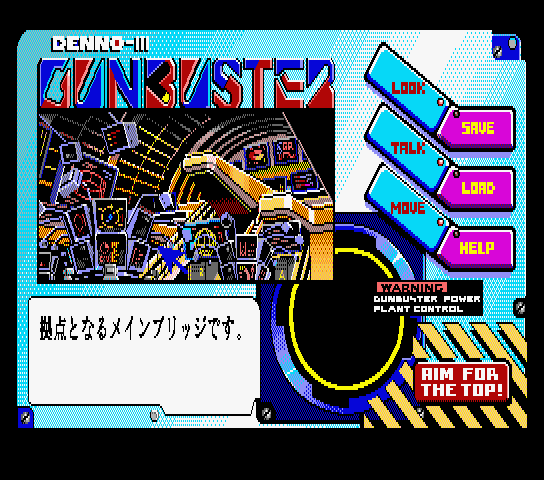 DENNO-III
GUNBUSTER
LOOK
SAVE
TALK
LOAD
MOVE
HELP
WARNING
GUNBUSTER POWER
PLANT CONTROL
拠点となるメインブリッジです。
AIM FOR
THE TOP!